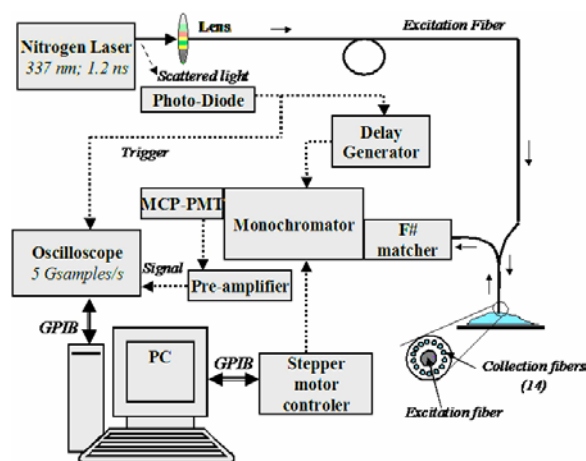 Nitrogen Laser
337 nm; 1.2 ns
Lens
Excitation Fiber
Scattered light
Photo-Diode
Delay
Generator
Trigger
MCP-PMT
Monochromator
F#
matcher
Oscilloscope
5 Gsamples/s
Signal
Pre-amplifier
GPIB
PC
GPIB
Stepper
motor
controler
Collection fibers
(14)
Excitation fiber